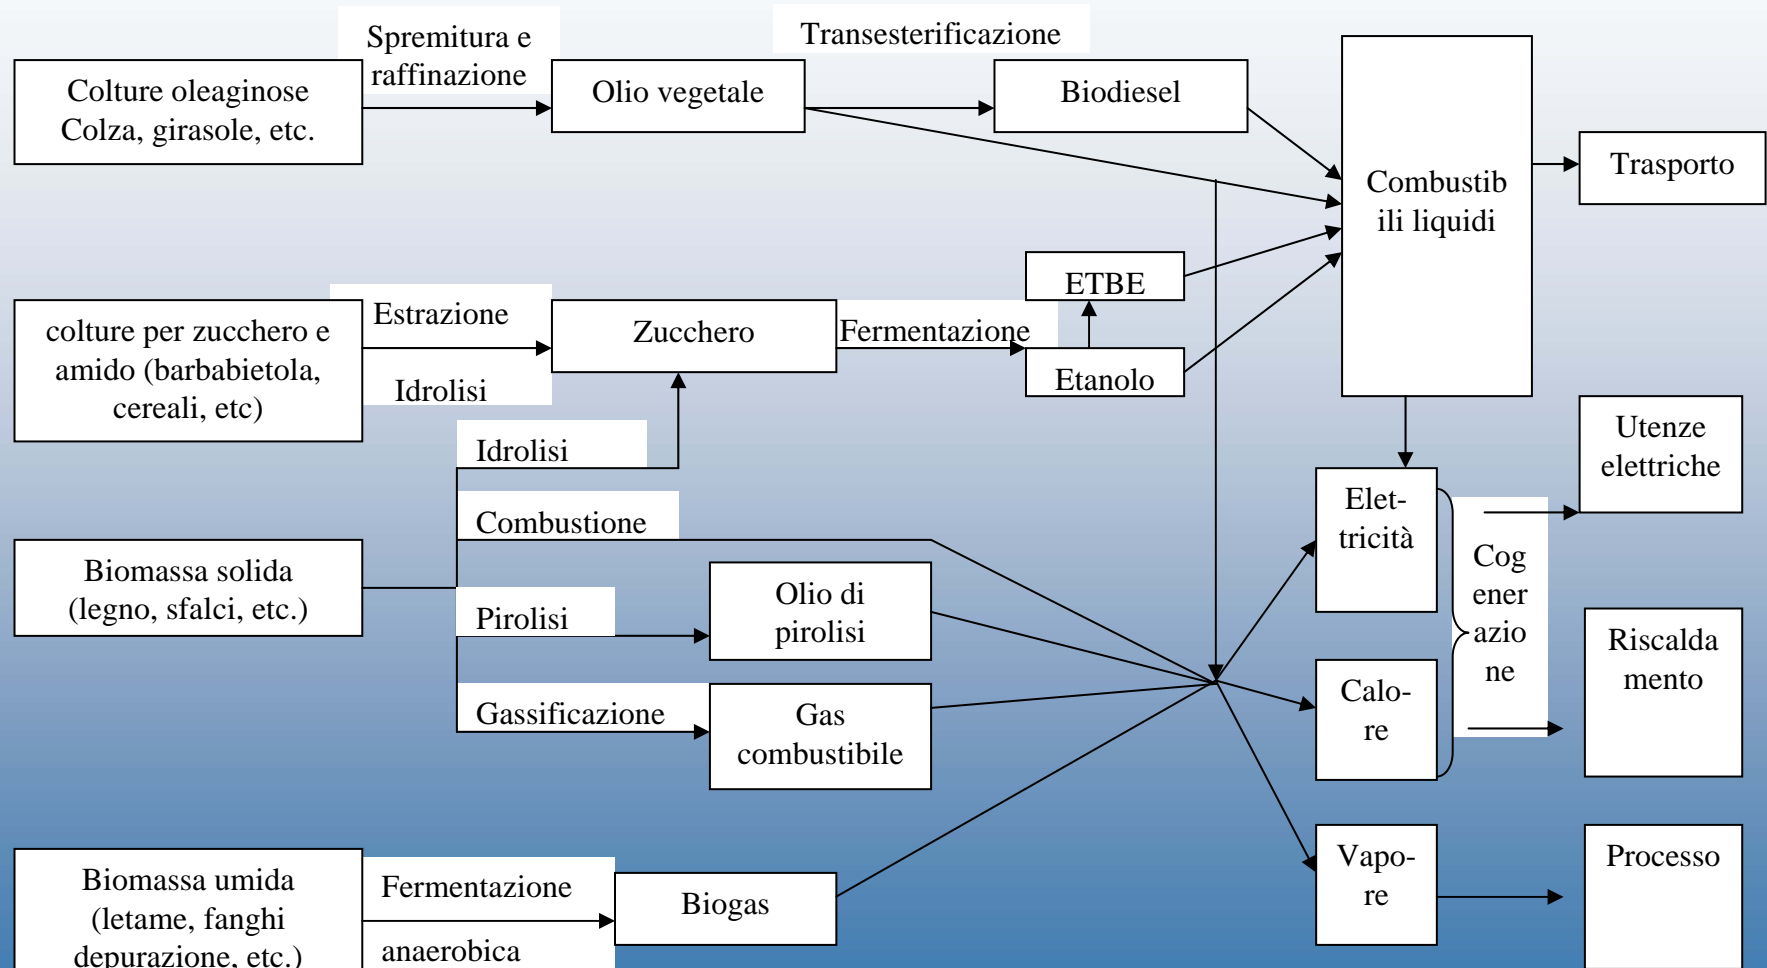 Spremitura e
raffinazione
Transesterificazione
Colture oleaginose
Colza, girasole, etc.
Olio vegetale
Biodiesel
Combustib
ili liquidi
Trasporto
colture per zucchero e
amido (barbabietola,
cereali, etc)
Estrazione
Idrolisi
Zucchero
Fermentazione
ETBE
Etanolo
Idrolisi
Combustione
Biomassa solida
(legno, sfalci, etc.)
Pirolisi
Olio di
pirolisi
Gassificazione
Gas
combustibile
Elet-
tricità
Calo-
re
Cog
ener
azio
ne
Utenze
elettriche
Riscalda
mento
Biomassa umida
(letame, fanghi
depurazione, etc.)
Fermentazione
anaerobica
Biogas
Vapo-
re
Processo